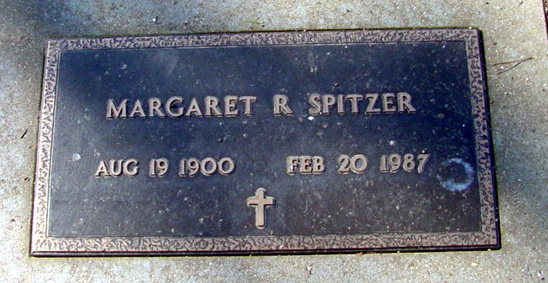 MARGARET R SPITZER
AUG 19 1900 FEB 20 1987